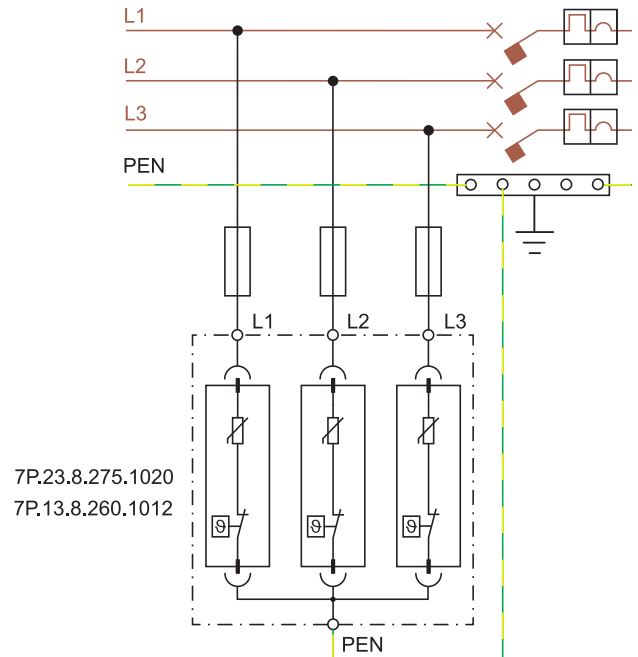 L1
L2
L3
PEN
L1 L2 L3
7P.23.8.275.1020
7P.13.8.260.1012
ϑ ϑ ϑ
PEN